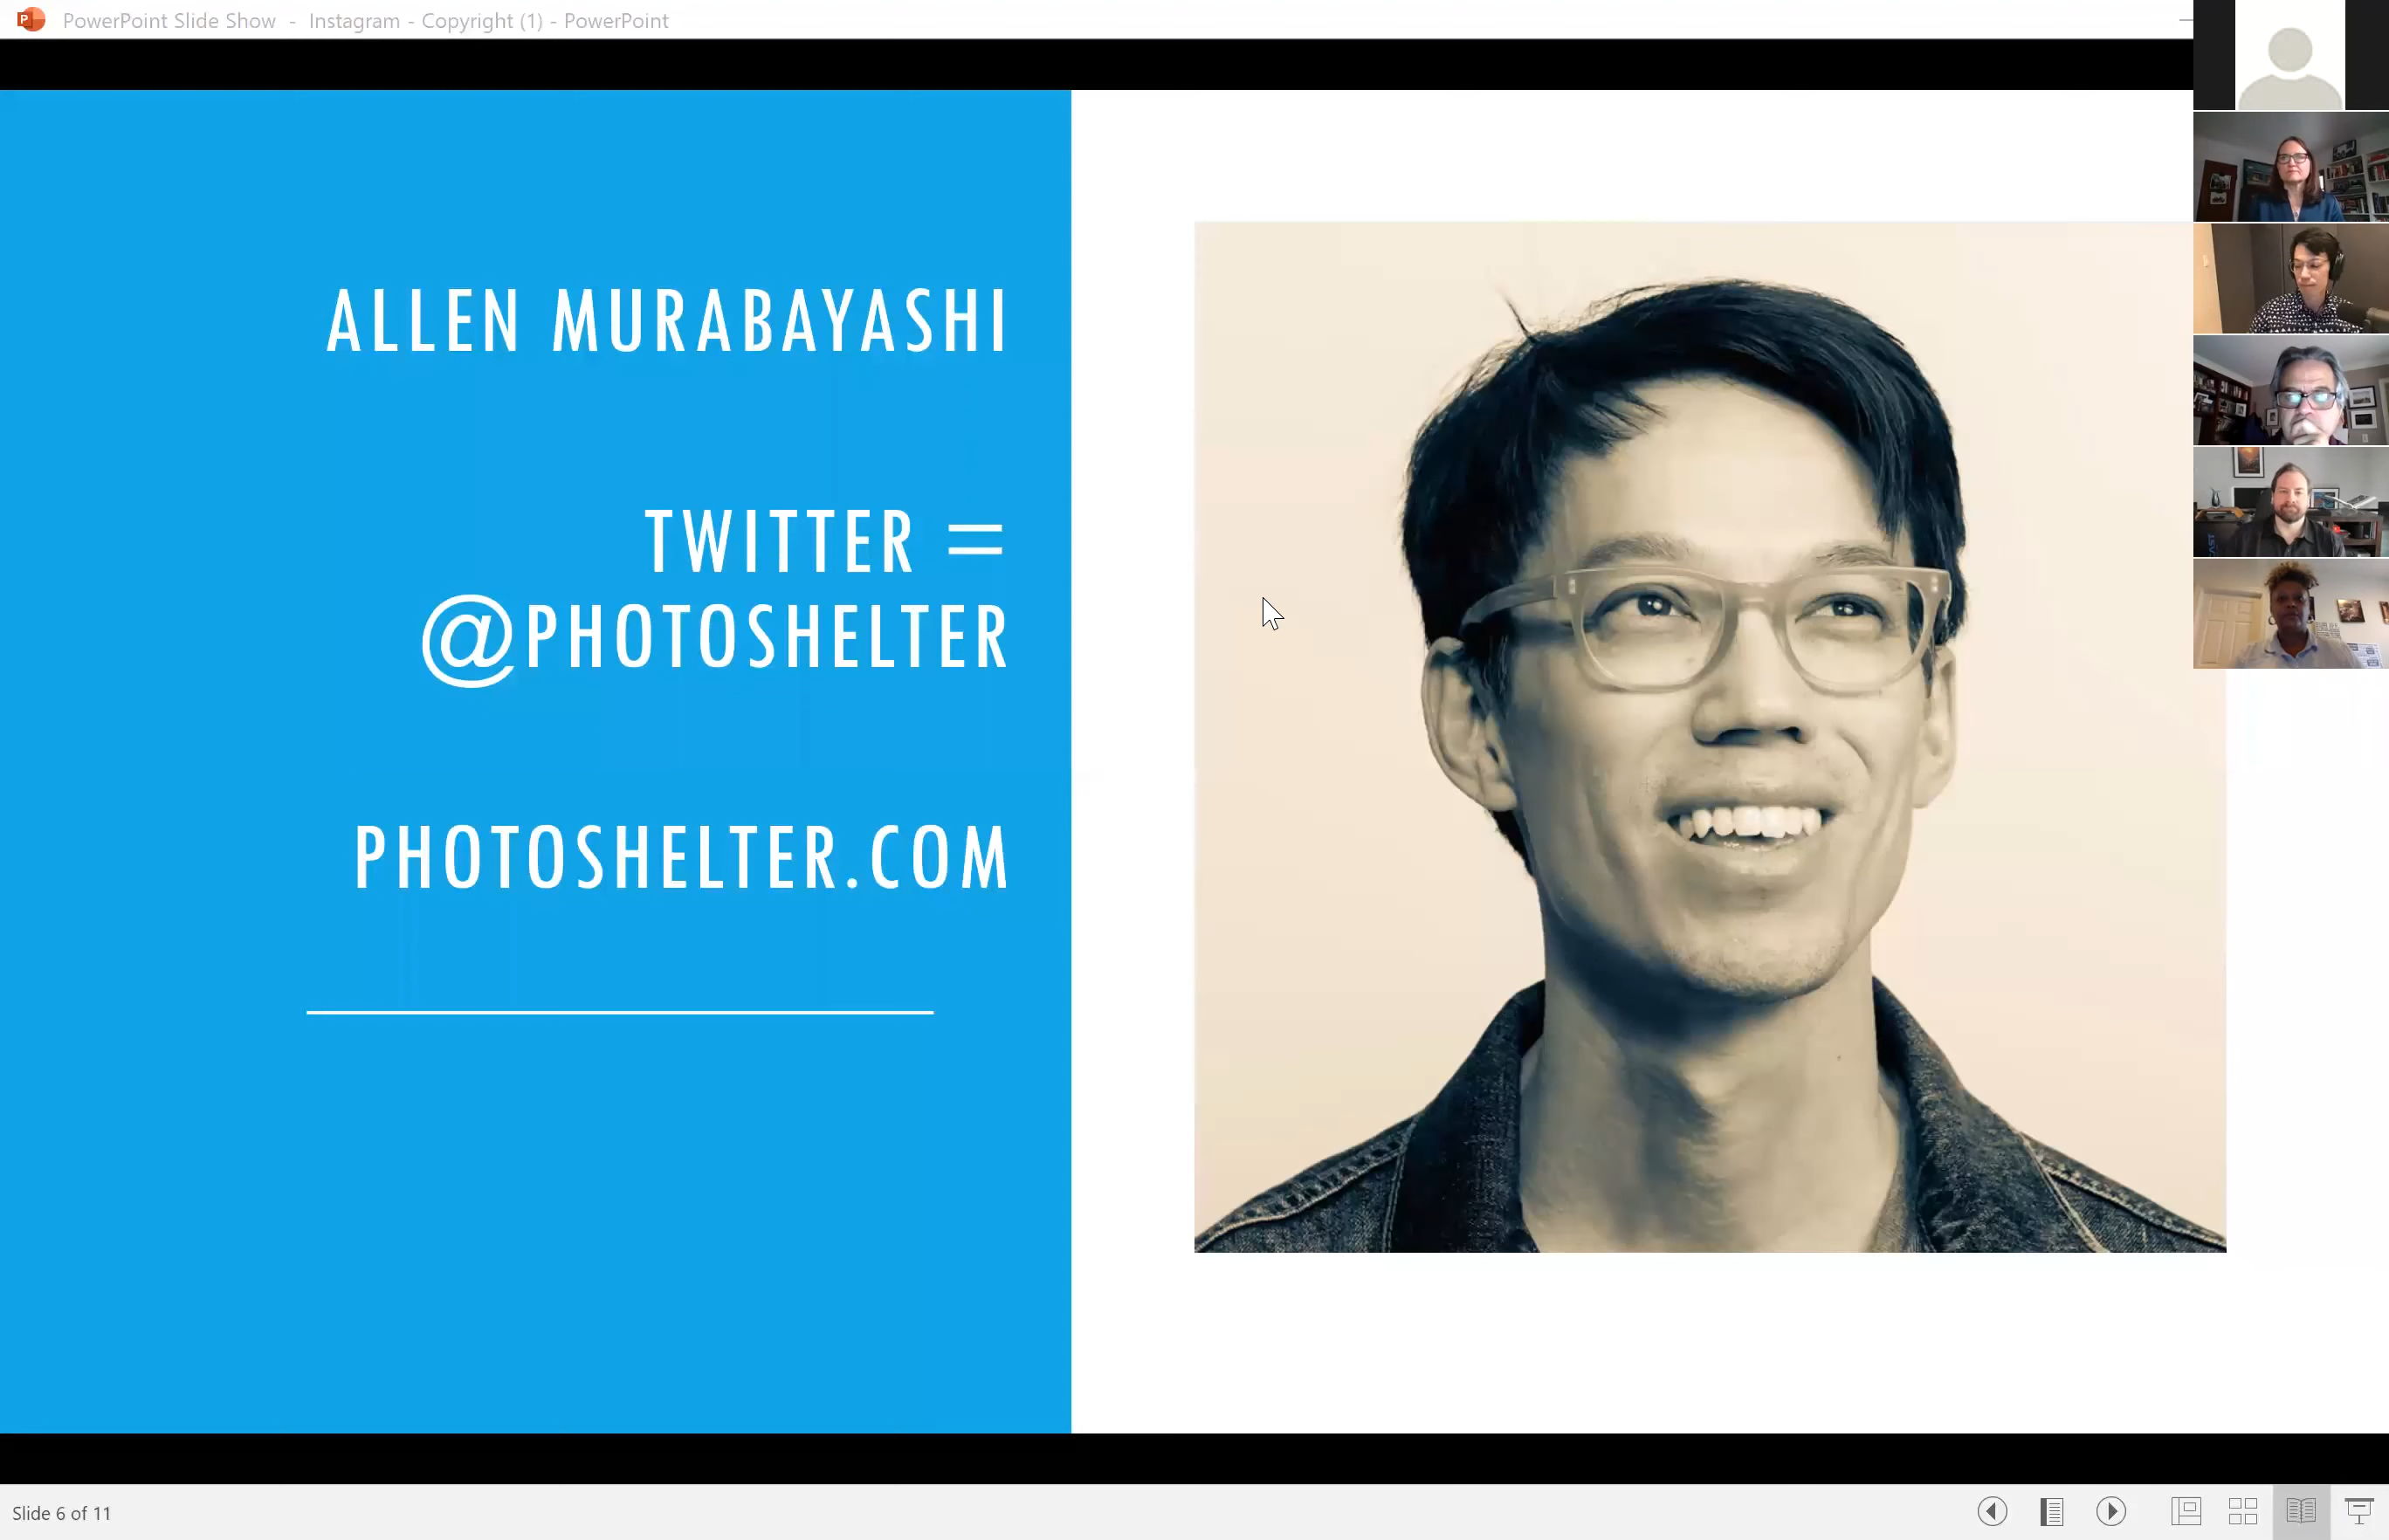 PowerPoint Slide Show - Instagram - Copyright (1) - PowerPoint
ALLEN MURABAYASHI
TWITTER =
@PHOTOSHELTER
PHOTOSHELTER.COM
Slide 6 of 11